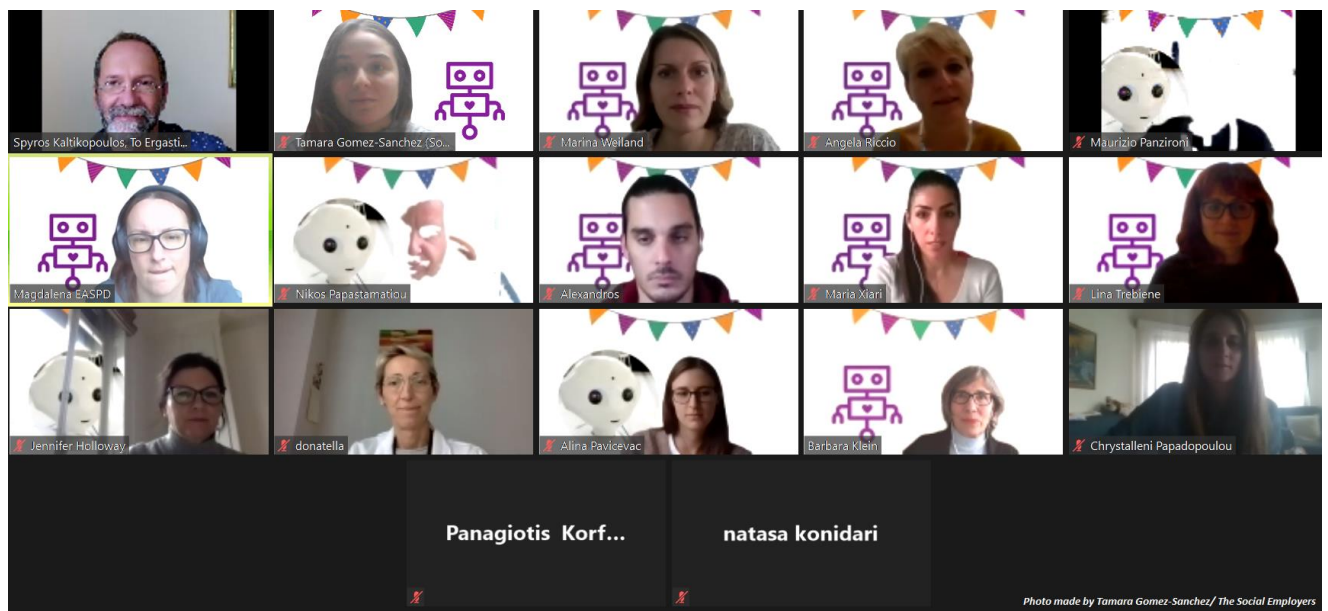 Spyros Kaltikopoulos, To Ergasti...
Tamara Gomez-Sanchez (So...
Marina Weiland
Angela Riccio
Maurizio Panzironi
Magdalena EASPD
Nikos Papastamatiou
Alexandros
Maria Xiari
Lina Trebiene
Jennifer Holloway
donatella
Alina Pavicevac
Barbara Klein
Chrystalleni Papadopoulou
Panagiotis Korf...
natasa konidari
Photo made by Tamara Gomez-Sanchez/ The Social Employers